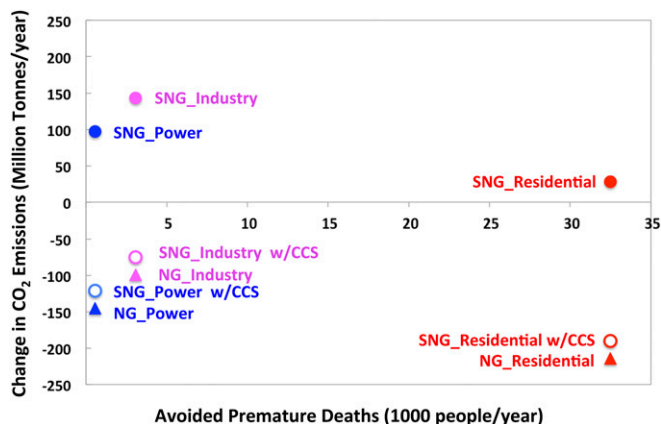 Change in CO₂ Emissions (Million Tonnes/year)
250
200
150
100
50
0
-50
-100
-150
-200
-250
SNG_Industry
SNG_Power
SNG_Residential
5 10 15 20 25 30 35
SNG_Industry w/CCS
NG_Industry
SNG_Power w/CCS
NG_Power
SNG_Residential w/CCS
NG_Residential
Avoided Premature Deaths (1000 people/year)